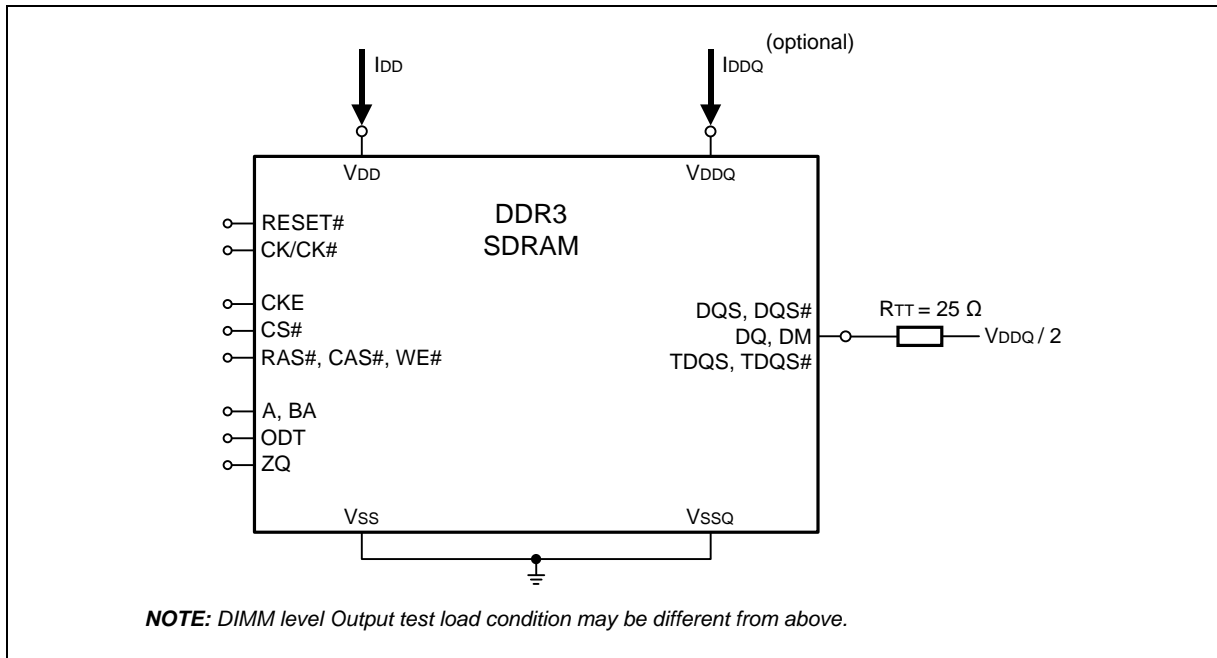 (optional)
IDD
IDDQ
VDD
VDDQ
DDR3
SDRAM
RESET#
CK/CK#
CKE
CS#
RAS#, CAS#, WE#
A, BA
ODT
ZQ
DQS, DQS#
DQ, DM
TDQS, TDQS#
RTT = 25 Ω
VDDQ / 2
VSS
VSSQ
NOTE: DIMM level Output test load condition may be different from above.